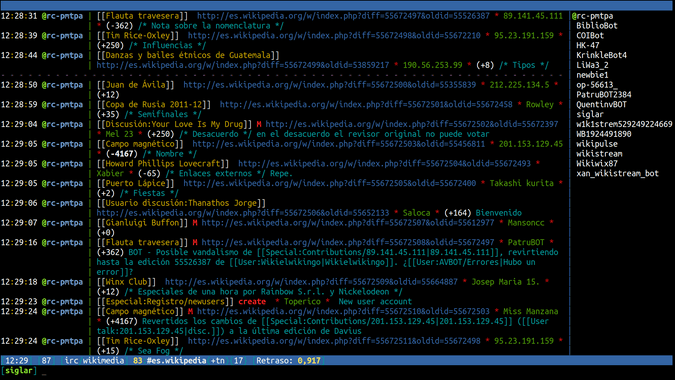 12:28:31 @rc-pmtpa | [[Flauta travesera]] http://es.wikipedia.org/w/index.php?diff=55672497&oldid=55526387 * 89.141.45.111
| * (-362) /* Nota sobre la nomenclatura */
12:28:39 @rc-pmtpa | [[Tim Rice-Oxley]] http://es.wikipedia.org/w/index.php?diff=55672498&oldid=55672210 * 95.23.191.159 *
| (+250) /* Influencias */
12:28:44 @rc-pmtpa | [[Danzas y bailes étnicos de Guatemala]]
| http://es.wikipedia.org/w/index.php?diff=55672499&oldid=53859217 * 190.56.253.99 * (+8) /* Tipos */
12:28:50 @rc-pmtpa | [[Juan de Ávila]] http://es.wikipedia.org/w/index.php?diff=55672500&oldid=55355839 * 212.225.134.5 *
| (+12)
12:28:59 @rc-pmtpa | [[Copa de Rusia 2011-12]] http://es.wikipedia.org/w/index.php?diff=55672501&oldid=55672458 * Rowley *
| (+35) /* Semifinales */
12:29:04 @rc-pmtpa | [[Discusión:Your Love Is My Drug]] M http://es.wikipedia.org/w/index.php?diff=55672502&oldid=55672397
| * Mel 23 * (+250) /* Desacuerdo */ en el desacuerdo el revisor original no puede votar
12:29:05 @rc-pmtpa | [[Campo magnético]] http://es.wikipedia.org/w/index.php?diff=55672503&oldid=55456811 * 201.153.129.45
| * (-4167) /* Nombre */
12:29:05 @rc-pmtpa | [[Howard Phillips Lovecraft]] http://es.wikipedia.org/w/index.php?diff=55672504&oldid=55672493 *
| Xabier * (-65) /* Enlaces externos */ Repe.
12:29:05 @rc-pmtpa | [[Puerto Lápice]] http://es.wikipedia.org/w/index.php?diff=55672505&oldid=55672400 * Takashi kurita *
| (+2) /* Fiestas */
12:29:06 @rc-pmtpa | [[Usuario discusión:Thanathos Jorge]]
| http://es.wikipedia.org/w/index.php?diff=55672506&oldid=55652133 * Saloca * (+164) Bienvenido
12:29:07 @rc-pmtpa | [[Gianluigi Buffon]] M http://es.wikipedia.org/w/index.php?diff=55672507&oldid=55612977 * Mansoncc *
| (+0)
12:29:16 @rc-pmtpa | [[Flauta travesera]] M http://es.wikipedia.org/w/index.php?diff=55672508&oldid=55672497 * PatruBOT *
| (+362) BOT - Posible vandalismo de [[Special:Contributions/89.141.45.111|89.141.45.111]], revirtiendo
| hasta la edición 55526387 de [[User:Wikielwikingo|Wikielwikingo]]. ¿[[User:AVBOT/Errores|Hubo un
| error]]?
12:29:18 @rc-pmtpa | [[Winx Club]] http://es.wikipedia.org/w/index.php?diff=55672509&oldid=55664887 * Josep Maria 15. *
| (+12) /* Especiales de una hora por Rainbow S.r.l. y Nickelodeon */
12:29:23 @rc-pmtpa | [[Especial:Registro/newusers]] create * Toperico * New user account
12:29:24 @rc-pmtpa | [[Campo magnético]] M http://es.wikipedia.org/w/index.php?diff=55672510&oldid=55672503 * Miss Manzana
| * (+4167) Revertidos los cambios de [[Special:Contributions/201.153.129.45|201.153.129.45]] ([[User
| talk:201.153.129.45|disc.]]) a la última edición de Davius
12:29:24 @rc-pmtpa | [[Tim Rice-Oxley]] http://es.wikipedia.org/w/index.php?diff=55672511&oldid=55672498 * 95.23.191.159 *
| (+15) /* Sea Fog */
@rc-pmtpa
BiblioBot
COIBot
HK-47
KrinkleBot4
LiWa3_2
newbie1
op-56613_
PatruBOT2384
QuentinvBOT
siglar
wikistrem529249224669
WB1924491890
wikipulse
wikistream
wikiwix87
xan_wikistream_bot
[12:29] [87] [irc wikimedia] 83 #es.wikipedia +tn [17] Retraso: 0,917
[siglar] _